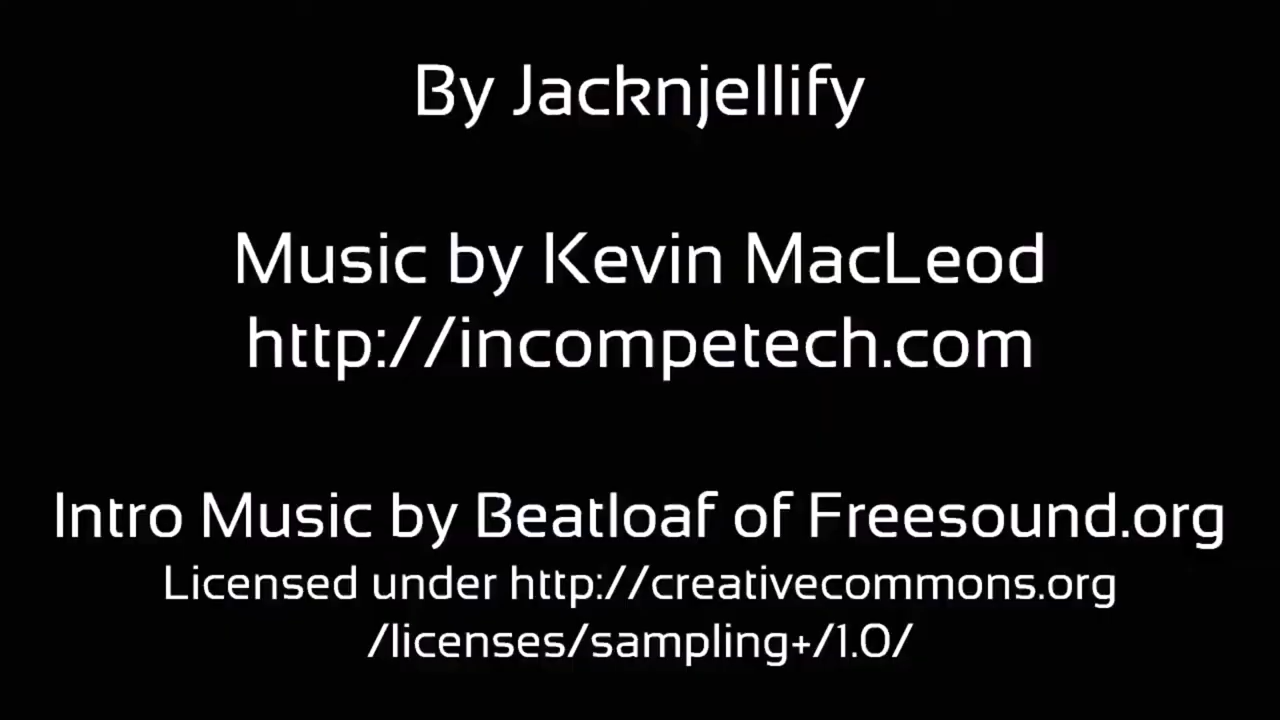 By Jacknjellify
Music by Kevin MacLeod
http://incompetech.com
Intro Music by Beatloaf of Freesound.org
Licensed under http://creativecommons.org
/licenses/sampling+/1.0/